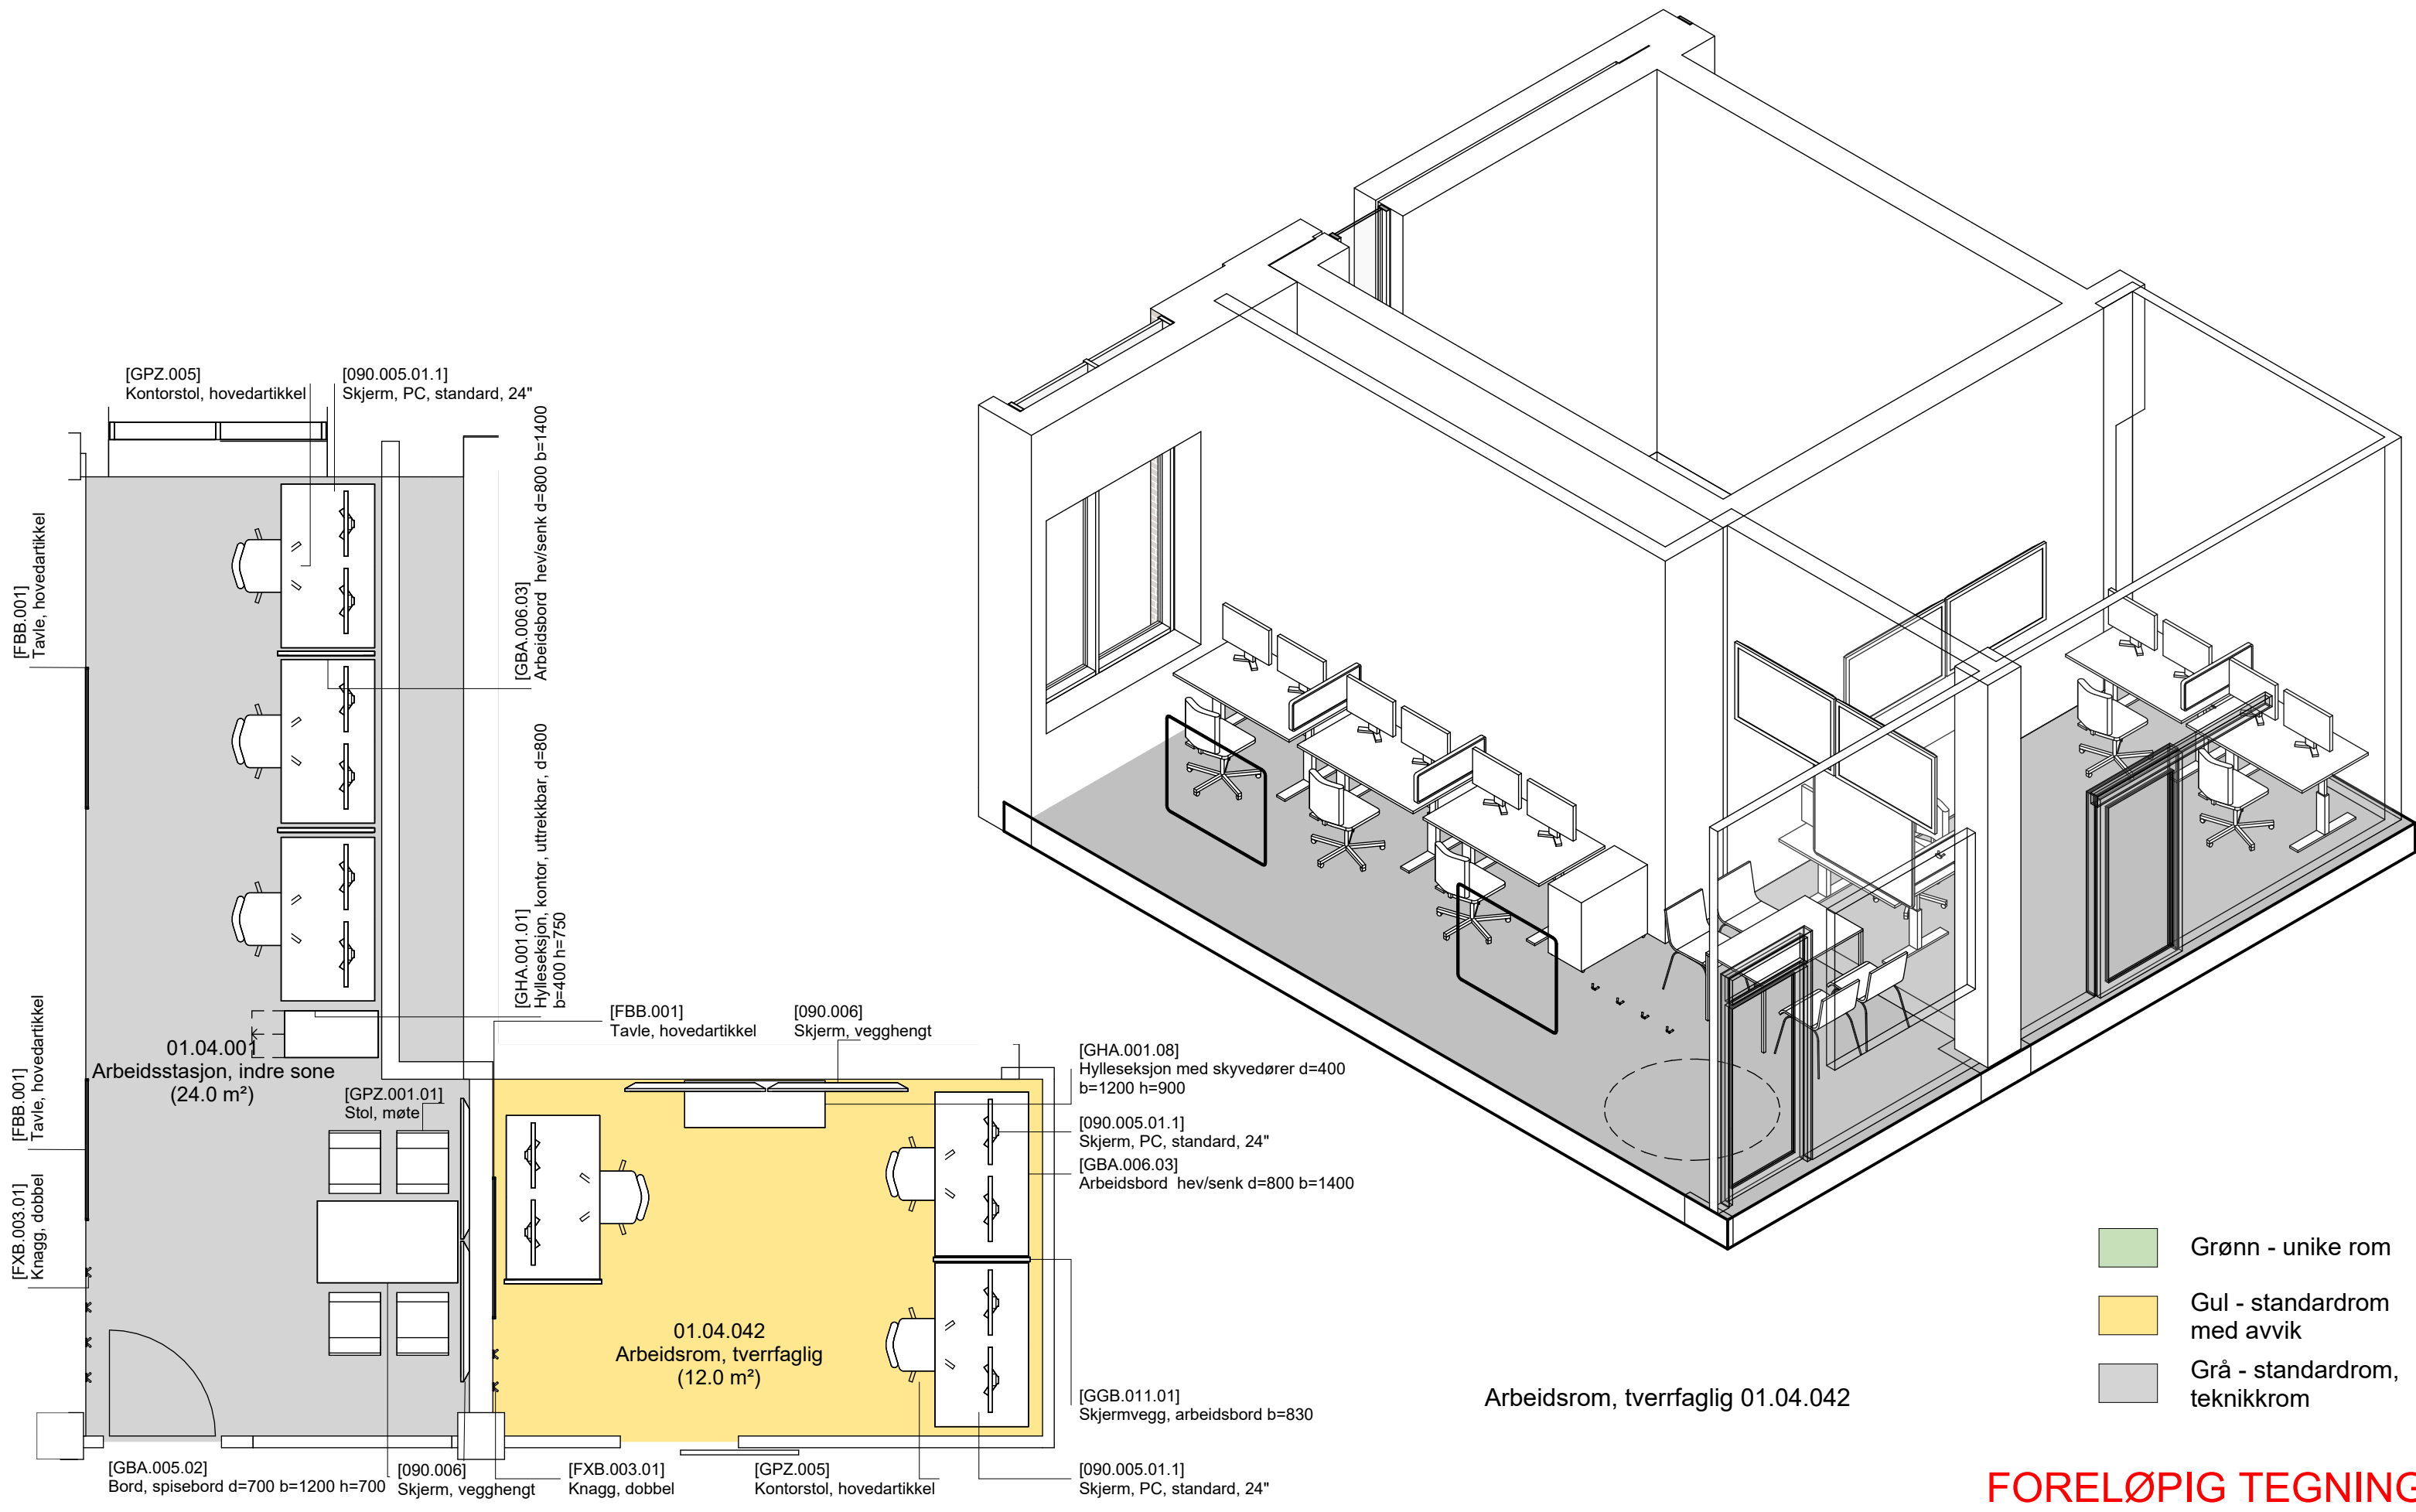 [GPZ.005]
Kontorstol, hovedartikkel
[090.005.01.1]
Skjerm, PC, standard, 24"
[FBB.001]
Tavle, hovedartikkel
[GBA.006.03]
Arbeidsbord hev/senk d=800 b=1400
[GHA.001.01]
Hylleseksjon, kontor, uttrekkbar, d=800
b=400 h=750
[FBB.001]
Tavle, hovedartikkel
[FXB.003.01]
Knagg, dobbel
01.04.001
Arbeidsstasjon, indre sone
(24.0 m²)
[GPZ.001.01]
Stol, møte
[FBB.001]
Tavle, hovedartikkel
[090.006]
Skjerm, vegghengt
[GHA.001.08]
Hylleseksjon med skyvedører d=400
b=1200 h=900
[090.005.01.1]
Skjerm, PC, standard, 24"
[GBA.006.03]
Arbeidsbord hev/senk d=800 b=1400
01.04.042
Arbeidsrom, tverrfaglig
(12.0 m²)
[GGB.011.01]
Skjermvegg, arbeidsbord b=830
[GBA.005.02]
Bord, spisebord d=700 b=1200 h=700
[090.006]
Skjerm, vegghengt
[FXB.003.01]
Knagg, dobbel
[GPZ.005]
Kontorstol, hovedartikkel
[090.005.01.1]
Skjerm, PC, standard, 24"
Arbeidsrom, tverrfaglig 01.04.042
Grønn - unike rom
Gul - standardrom
med avvik
Grå - standardrom,
teknikkrom
FORELØPIG TEGNING